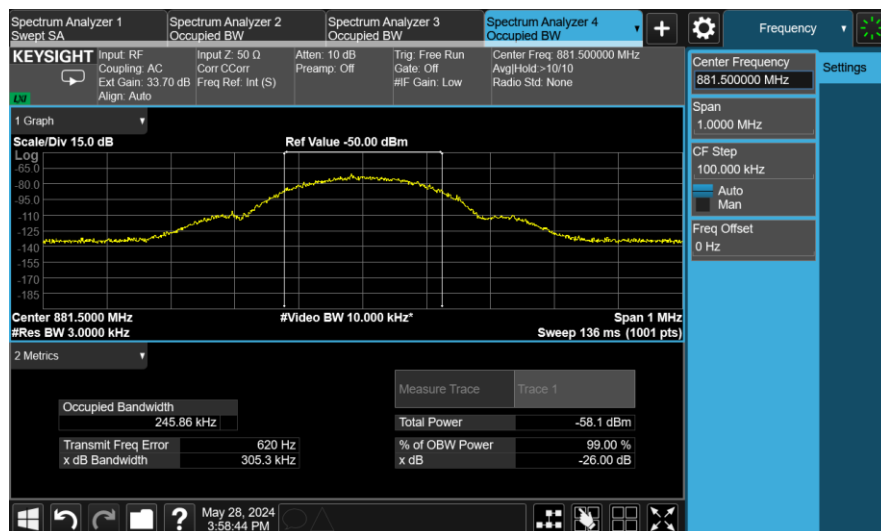 Spectrum Analyzer 1
Swept SA
Spectrum Analyzer 2
Occupied BW
Spectrum Analyzer 3
Occupied BW
Spectrum Analyzer 4
Occupied BW
Frequency
KEYSIGHT
LXI
Input: RF
Coupling: AC
Ext Gain: 33.70 dB
Align: Auto
Input Z: 50 Ω
Corr CCorr
Freq Ref: Int (S)
Atten: 10 dB
Preamp: Off
Trig: Free Run
Gate: Off
#IF Gain: Low
Center Freq: 881.500000 MHz
Avg|Hold:>10/10
Radio Std: None
Center Frequency
881.500000 MHz
Settings
Span
1.0000 MHz
CF Step
100.000 kHz
Auto
Man
Freq Offset
0 Hz
1 Graph
Scale/Div 15.0 dB
Ref Value -50.00 dBm
Log
-65.0
-80.0
-95.0
-110
-125
-140
-155
-170
-185
Center 881.5000 MHz
#Video BW 10.000 kHz*
Span 1 MHz
#Res BW 3.0000 kHz
Sweep 136 ms (1001 pts)
2 Metrics
Measure Trace
Trace 1
Occupied Bandwidth
245.86 kHz
Total Power
-58.1 dBm
Transmit Freq Error
620 Hz
% of OBW Power
99.00 %
x dB Bandwidth
305.3 kHz
x dB
-26.00 dB
?
May 28, 2024
3:58:44 PM